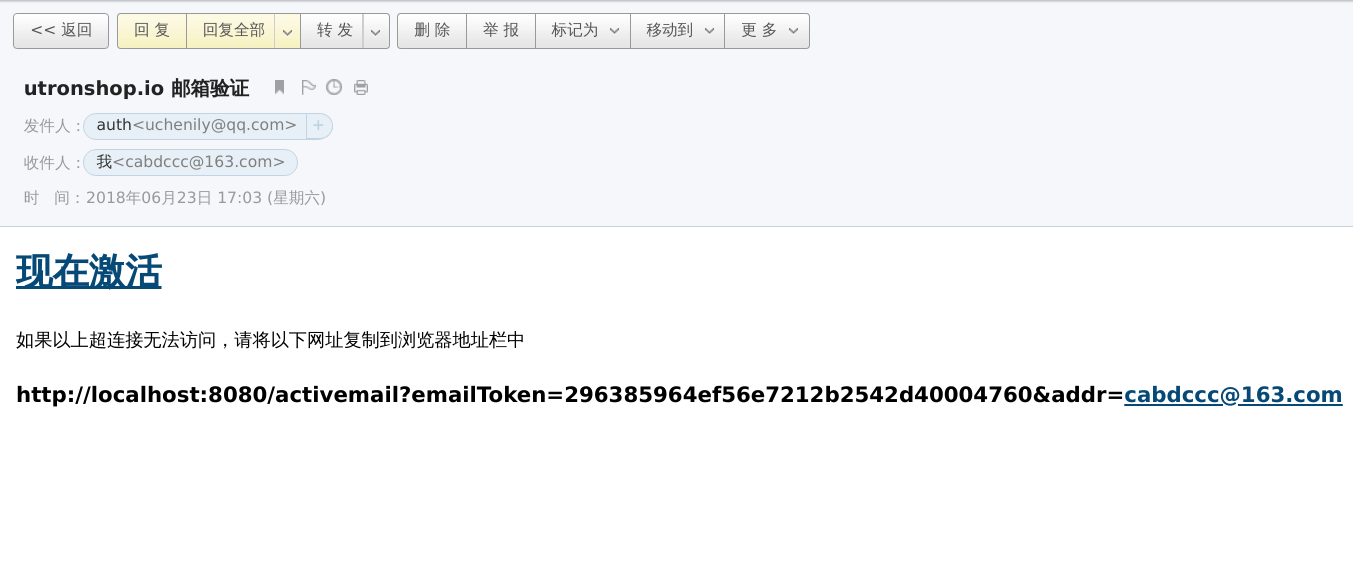 << 返回 回 复 回复全部 转 发 删 除 举 报 标记为 移动到 更 多
utronshop.io 邮箱验证
发件人：auth<uchenily@qq.com> +
收件人：我<cabdccc@163.com>
时 间：2018年06月23日 17:03 (星期六)
现在激活
如果以上超连接无法访问，请将以下网址复制到浏览器地址栏中
http://localhost:8080/activemail?emailToken=296385964ef56e7212b2542d40004760&addr=cabdccc@163.com